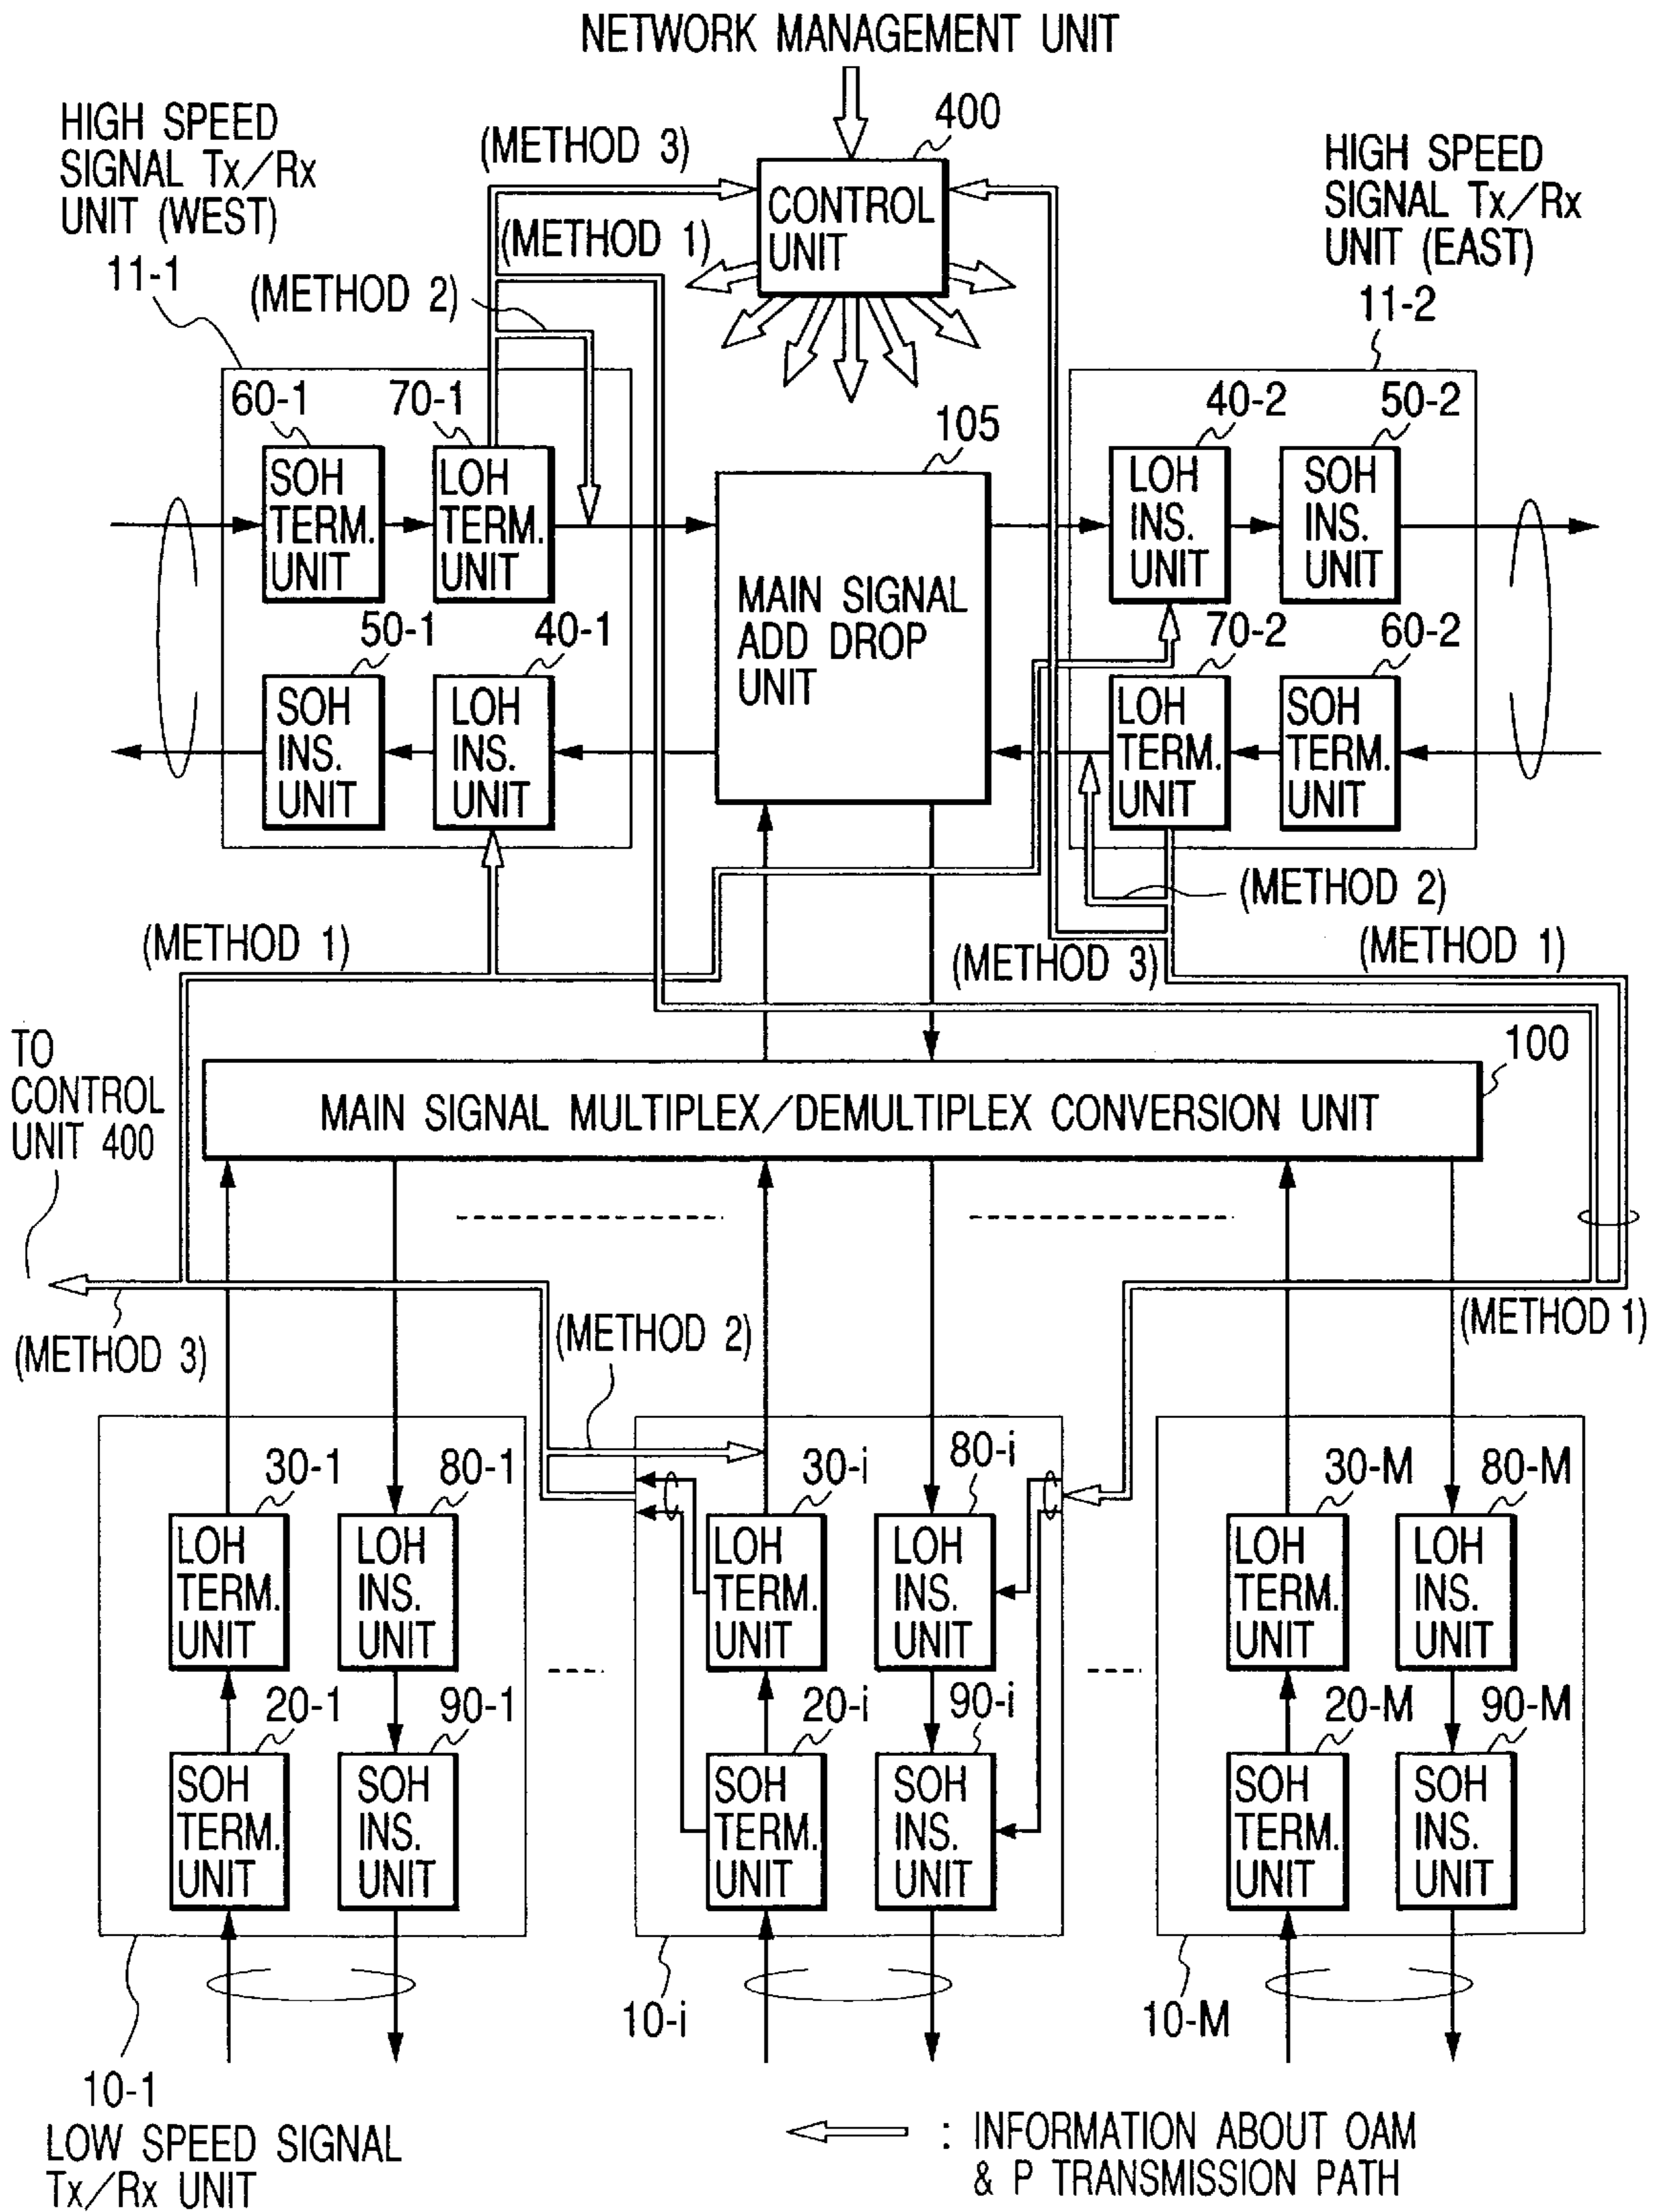 NETWORK MANAGEMENT UNIT
HIGH SPEED
SIGNAL Tx/Rx
UNIT (WEST)
11-1
(METHOD 3)
400
CONTROL
UNIT
HIGH SPEED
SIGNAL Tx/Rx
UNIT (EAST)
11-2
(METHOD 1)
(METHOD 2)
60-1
70-1
SOH
TERM.
UNIT
LOH
TERM.
UNIT
50-1
40-1
SOH
INS.
UNIT
LOH
INS.
UNIT
105
MAIN SIGNAL
ADD DROP
UNIT
40-2
50-2
LOH
INS.
UNIT
SOH
INS.
UNIT
70-2
60-2
LOH
TERM.
UNIT
SOH
TERM.
UNIT
(METHOD 2)
(METHOD 1)
(METHOD 3)
(METHOD 1)
TO
CONTROL
UNIT 400
100
MAIN SIGNAL MULTIPLEX/DEMULTIPLEX CONVERSION UNIT
(METHOD 3)
(METHOD 2)
(METHOD 1)
30-1
80-1
LOH
TERM.
UNIT
LOH
INS.
UNIT
20-1
90-1
SOH
TERM.
UNIT
SOH
INS.
UNIT
30-i
80-i
LOH
TERM.
UNIT
LOH
INS.
UNIT
20-i
90-i
SOH
TERM.
UNIT
SOH
INS.
UNIT
30-M
80-M
LOH
TERM.
UNIT
LOH
INS.
UNIT
20-M
90-M
SOH
TERM.
UNIT
SOH
INS.
UNIT
10-i
10-M
10-1
LOW SPEED SIGNAL
Tx/Rx UNIT
: INFORMATION ABOUT OAM
& P TRANSMISSION PATH